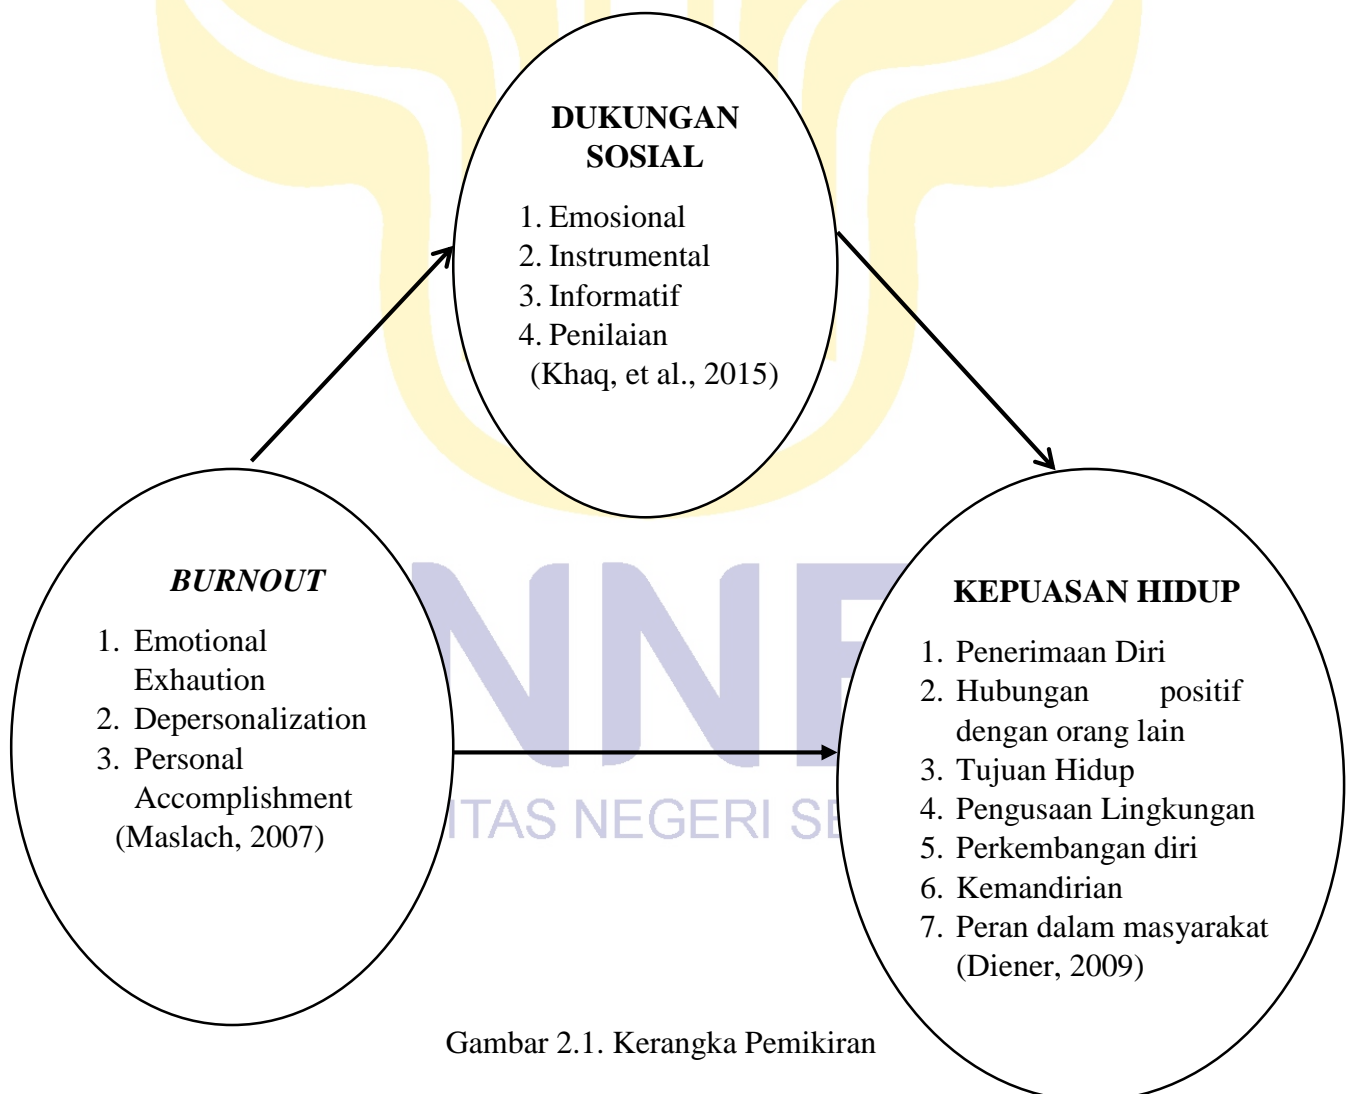 DUKUNGAN
SOSIAL
1. Emosional
2. Instrumental
3. Informatif
4. Penilaian
(Khaq, et al., 2015)
BURNOUT
1. Emotional
Exhaution
2. Depersonalization
3. Personal
Accomplishment
(Maslach, 2007)
KEPUASAN HIDUP
1. Penerimaan Diri
2. Hubungan positif
dengan orang lain
3. Tujuan Hidup
4. Pengusaan Lingkungan
5. Perkembangan diri
6. Kemandirian
7. Peran dalam masyarakat
(Diener, 2009)
NNE
ITAS NEGERI SE
Gambar 2.1. Kerangka Pemikiran